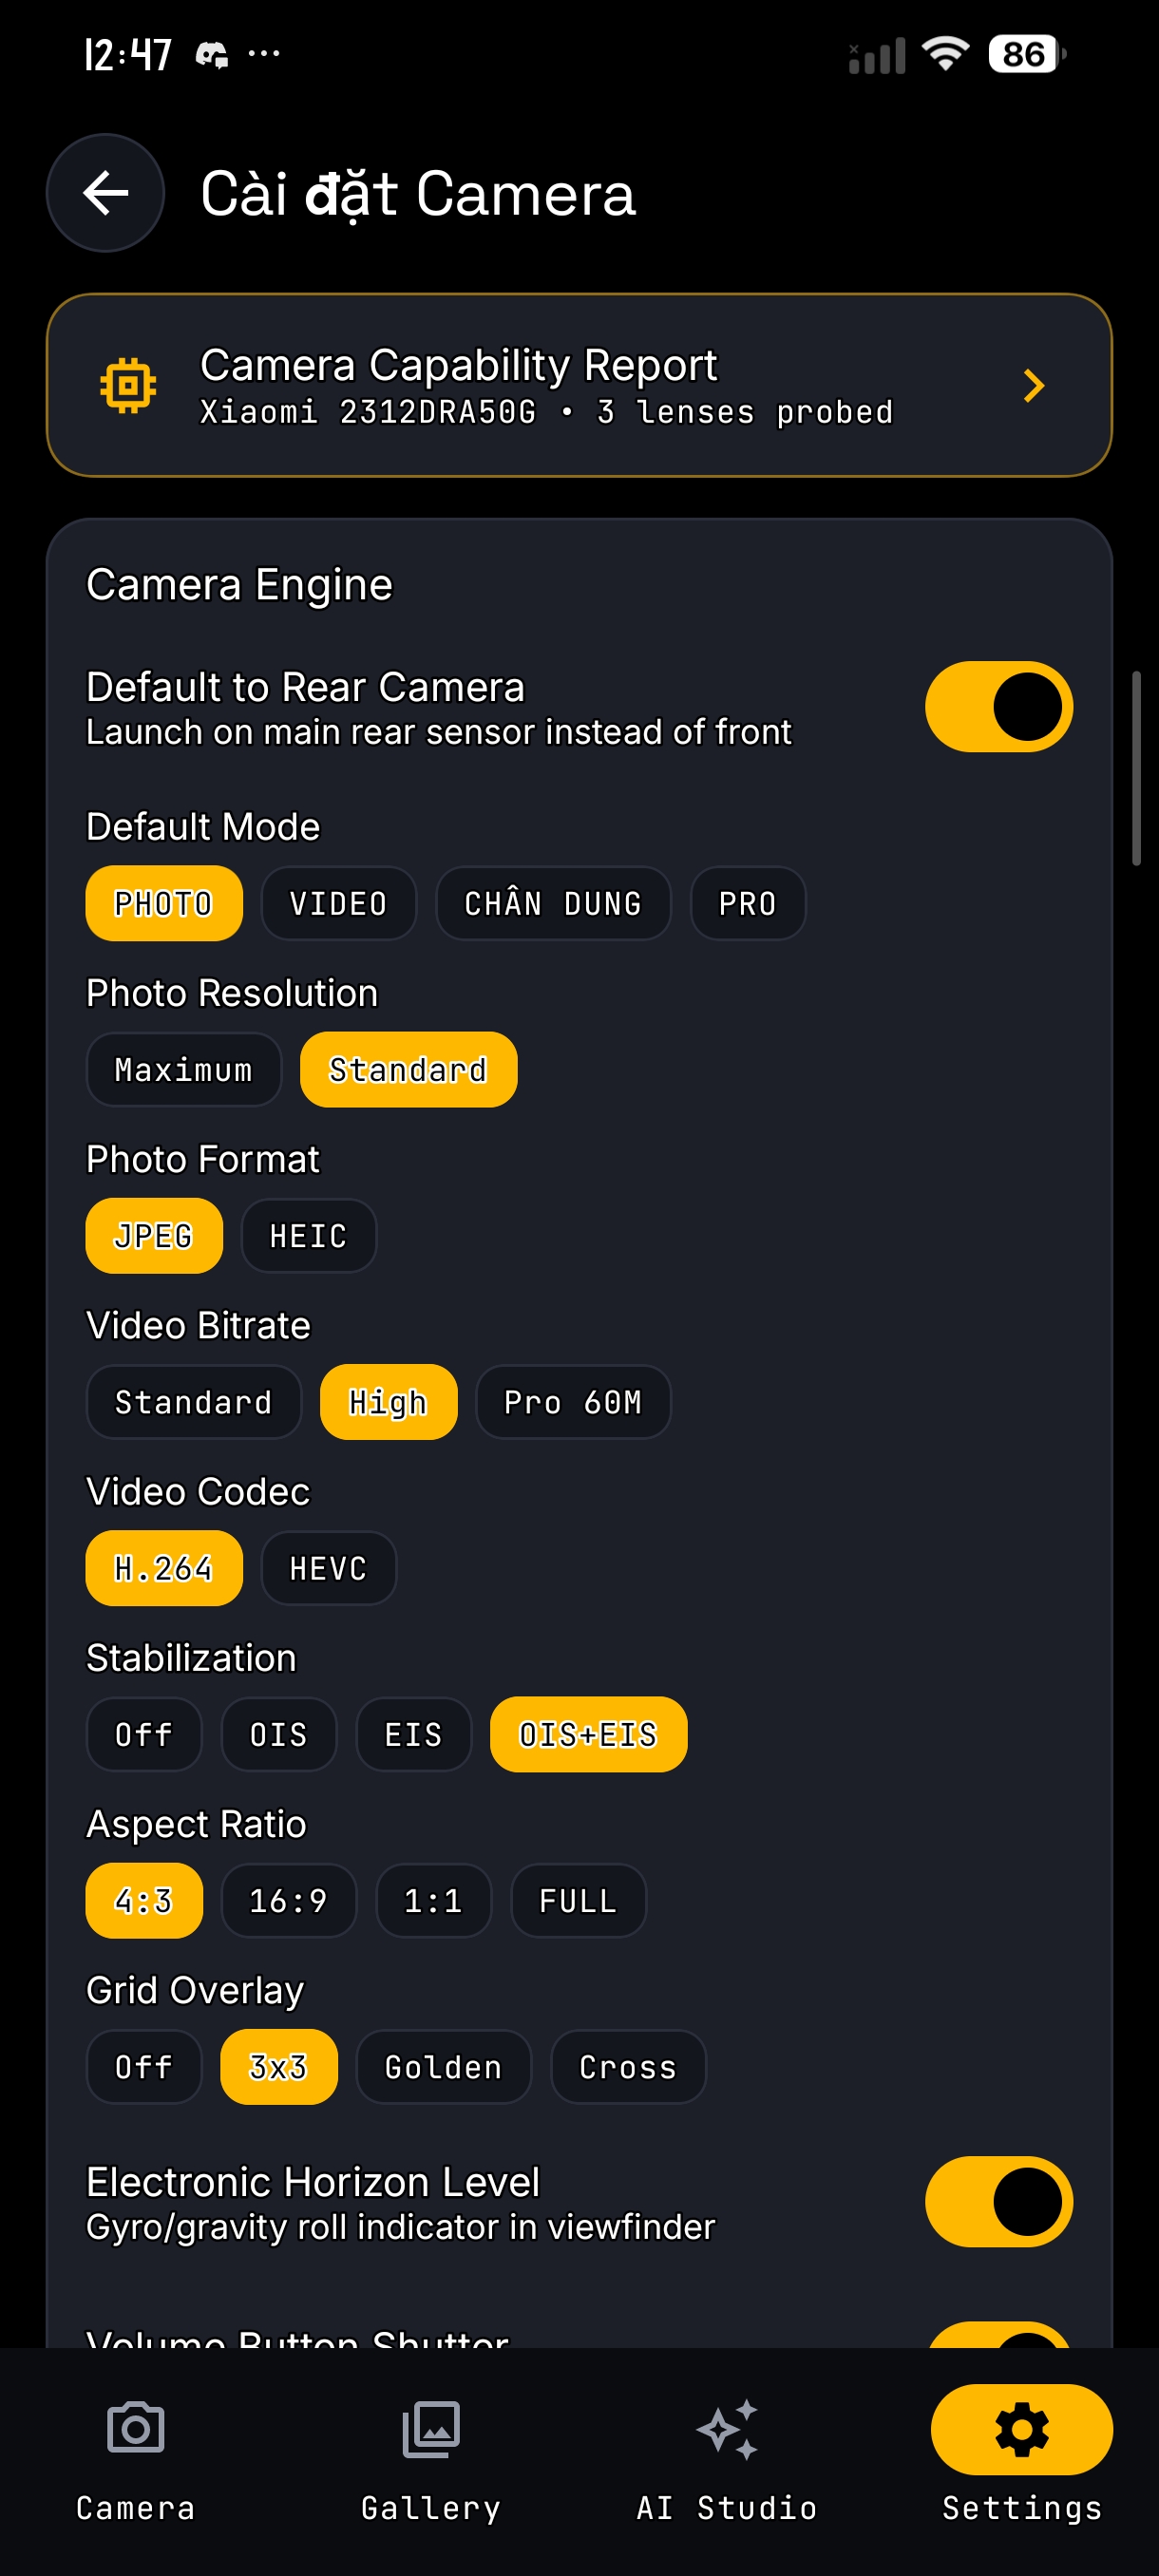 12:47
86
Cài đặt Camera
Camera Capability Report
Xiaomi 2312DRA50G • 3 lenses probed
Camera Engine
Default to Rear Camera
Launch on main rear sensor instead of front
Default Mode
PHOTO VIDEO CHÂN DUNG PRO
Photo Resolution
Maximum Standard
Photo Format
JPEG HEIC
Video Bitrate
Standard High Pro 60M
Video Codec
H.264 HEVC
Stabilization
Off OIS EIS OIS+EIS
Aspect Ratio
4:3 16:9 1:1 FULL
Grid Overlay
Off 3x3 Golden Cross
Electronic Horizon Level
Gyro/gravity roll indicator in viewfinder
Volume Button Shutter
Camera Gallery AI Studio Settings